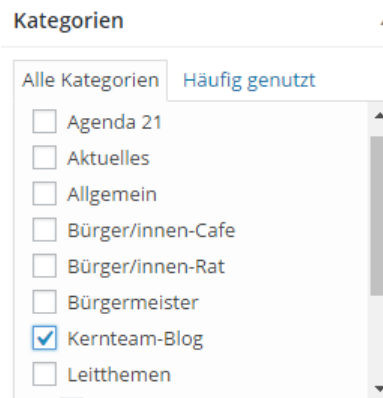 Kategorien
Alle Kategorien Häufig genutzt
Agenda 21
Aktuelles
Allgemein
Bürger/innen-Cafe
Bürger/innen-Rat
Bürgermeister
Kernteam-Blog
Leitthemen